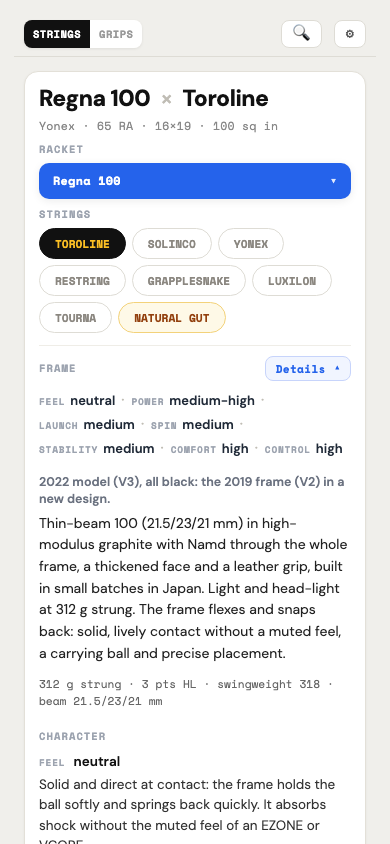 STRINGS GRIPS
Regna 100 × Toroline
Yonex · 65 RA · 16×19 · 100 sq in
RACKET
Regna 100
STRINGS
TOROLINE SOLINCO YONEX
RESTRING GRAPPLESNAKE LUXILON
TOURNA NATURAL GUT
FRAME Details
FEEL neutral · POWER medium-high ·
LAUNCH medium · SPIN medium ·
STABILITY medium · COMFORT high · CONTROL high
2022 model (V3), all black: the 2019 frame (V2) in a
new design.
Thin-beam 100 (21.5/23/21 mm) in high-
modulus graphite with Namd through the whole
frame, a thickened face and a leather grip, built
in small batches in Japan. Light and head-light
at 312 g strung. The frame flexes and snaps
back: solid, lively contact without a muted feel,
a carrying ball and precise placement.
312 g strung · 3 pts HL · swingweight 318 ·
beam 21.5/23/21 mm
CHARACTER
FEEL neutral
Solid and direct at contact: the frame holds the
ball softly and springs back quickly. It absorbs
shock without the muted feel of an EZONE or
VCORE.